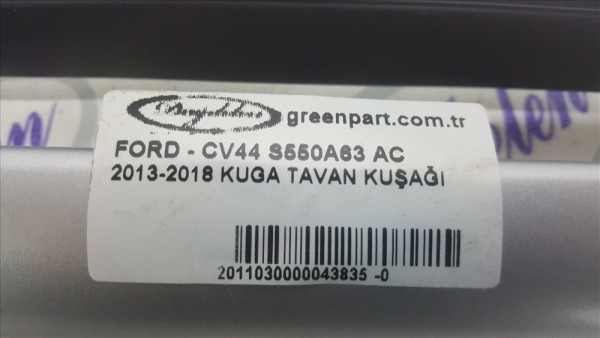 greenpart.com.tr
FORD - CV44 S550A63 AC
2013-2018 KUGA TAVAN KUŞAĞI
2011030000043835 -0